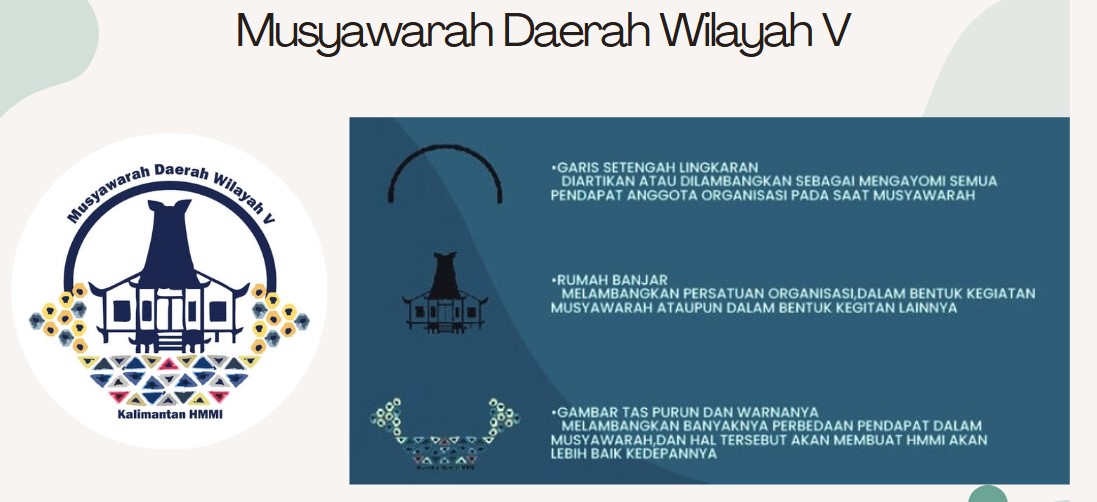 Musyawarah Daerah Wilayah V
Musyawarah Daerah Wilayah V
Kalimantan HMMI
•GARIS SETENGAH LINGKARAN
DIARTIKAN ATAU DILAMBANGKAN SEBAGAI MENGAYOMI SEMUA
PENDAPAT ANGGOTA ORGANISASI PADA SAAT MUSYAWARAH
•RUMAH BANJAR
MELAMBANGKAN PERSATUAN ORGANISASI,DALAM BENTUK KEGIATAN
MUSYAWARAH ATAUPUN DALAM BENTUK KEGITAN LAINNYA
•GAMBAR TAS PURUN DAN WARNANYA
MELAMBANGKAN BANYAKNYA PERBEDAAN PENDAPAT DALAM
MUSYAWARAH,DAN HAL TERSEBUT AKAN MEMBUAT HMMI AKAN
LEBIH BAIK KEDEPANNYA